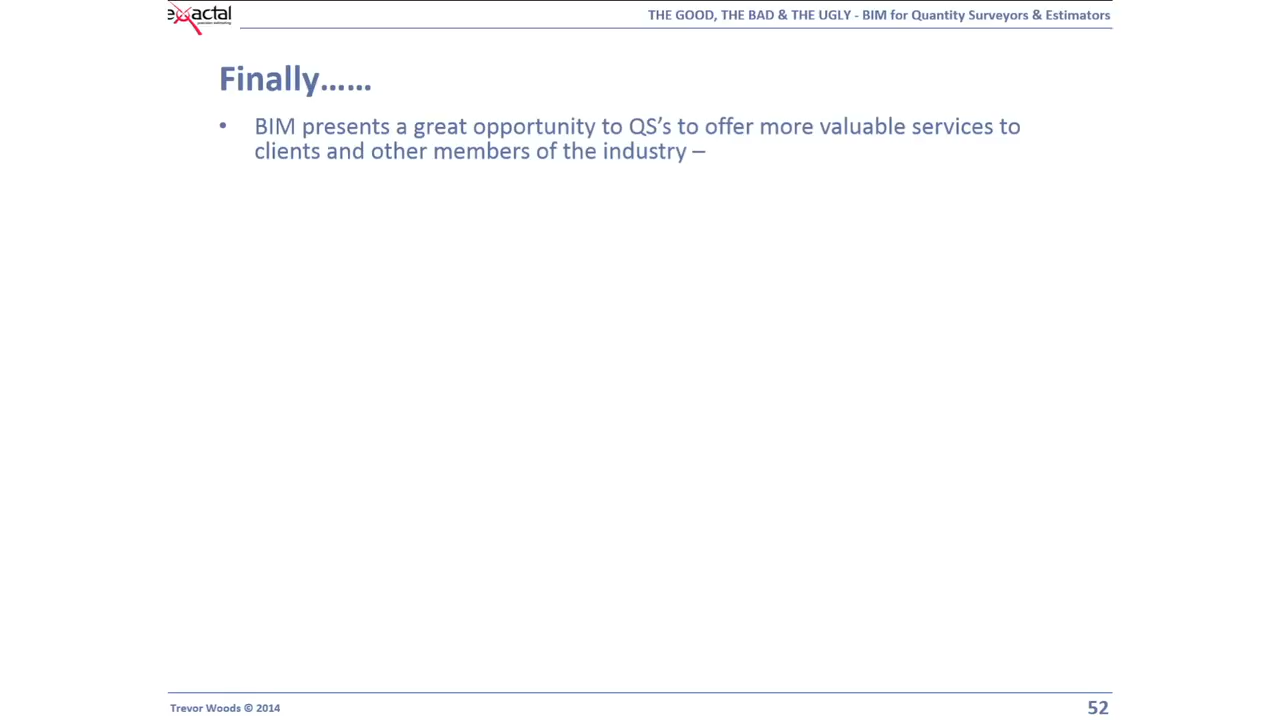 exactal
THE GOOD, THE BAD & THE UGLY - BIM for Quantity Surveyors & Estimators
Finally......
• BIM presents a great opportunity to QS's to offer more valuable services to
clients and other members of the industry –
Trevor Woods © 2014
52